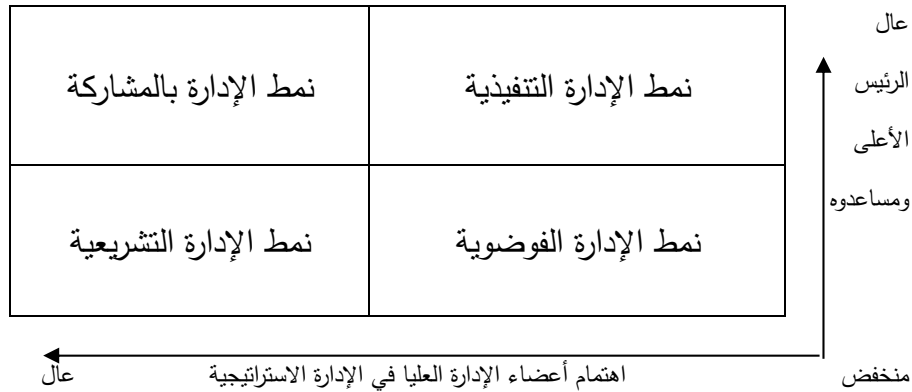 عال
الرئيس
الأعلى
ومساعدوه
نمط الإدارة التنفيذية
نمط الإدارة بالمشاركة
نمط الإدارة الفوضوية
نمط الإدارة التشريعية
منخفض
اهتمام أعضاء الإدارة العليا في الإدارة الاستراتيجية
عال